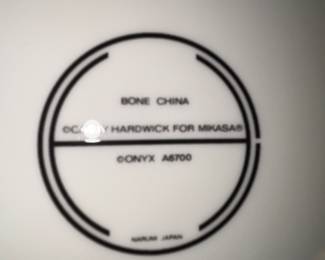 BONE CHINA
HARDWICK FOR MIKASA®
©ONYX A6700
NARUMI JAPAN